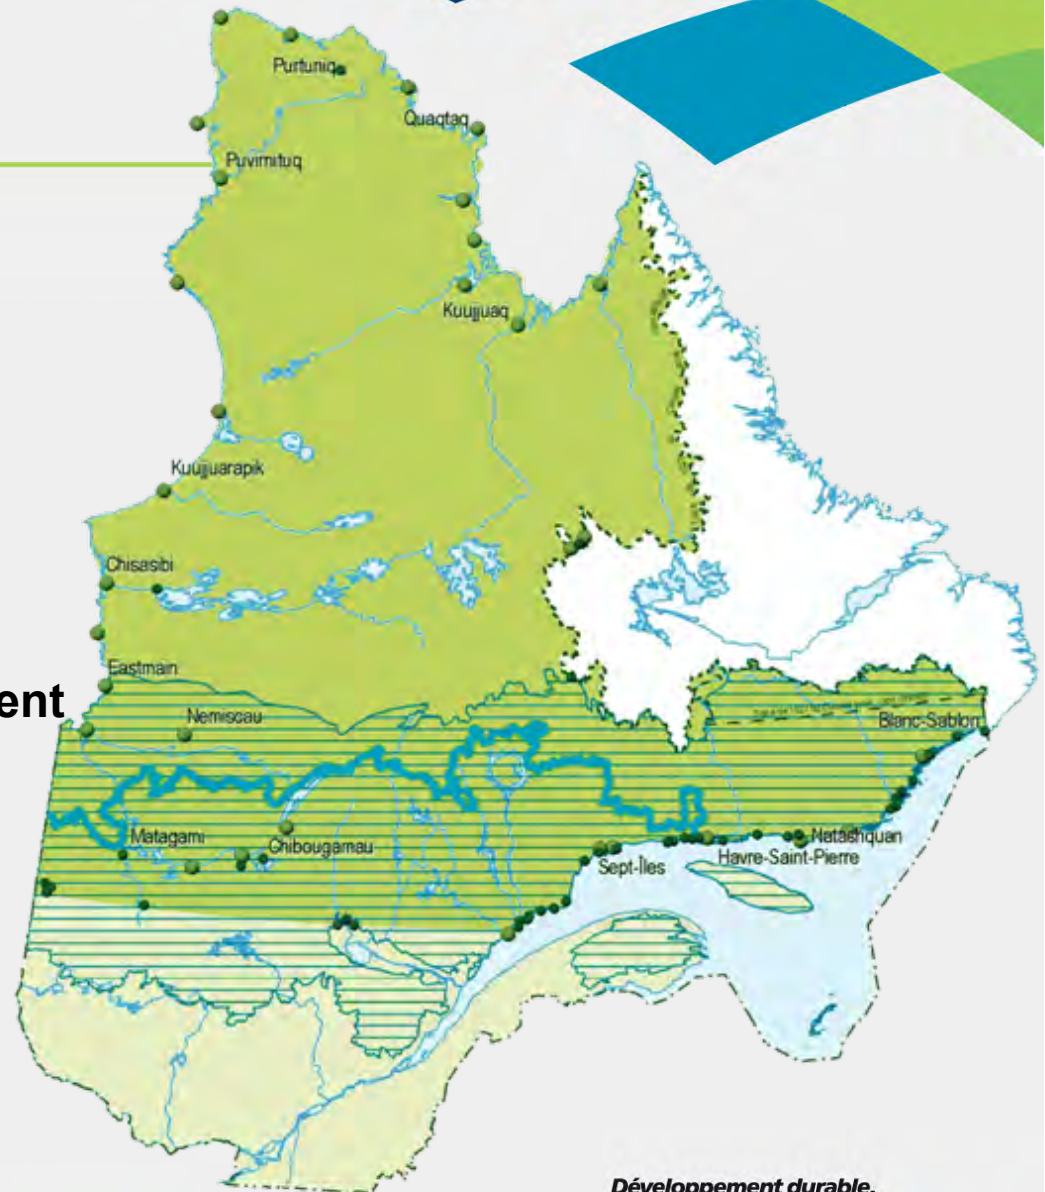 Purtuniq
Quaqtaq
Puvirnituq
Kuujjuaq
Kuujjuarapik
Chisasibi
Eastmain
ent
Nemiscau
Blanc-Sablon
Matagami
Chibougamau
Natashquan
Sept-Îles
Havre-Saint-Pierre
Développement durable,